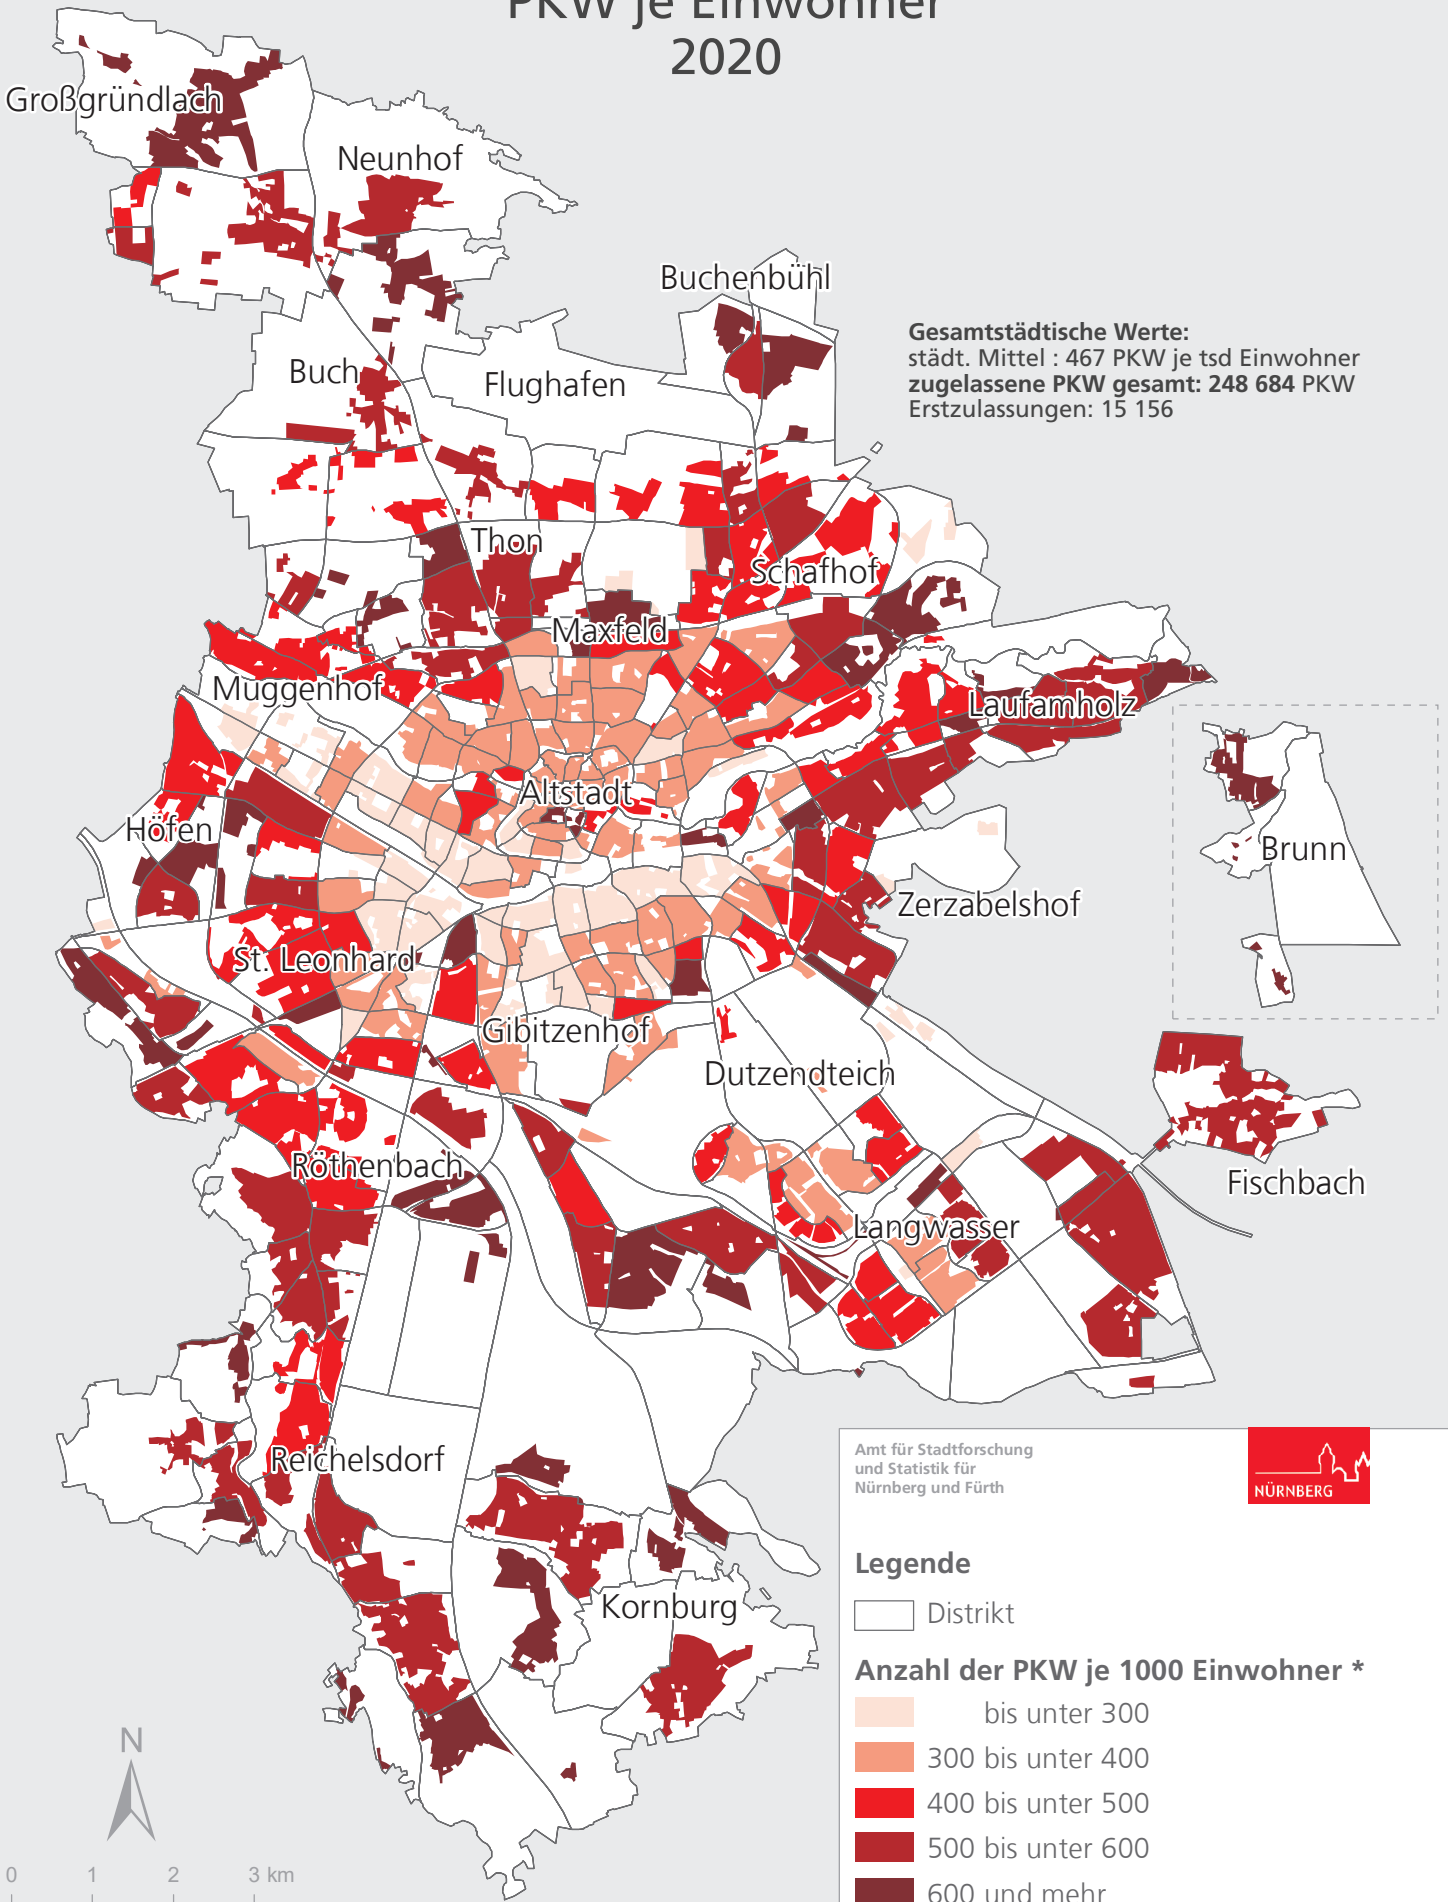 PKW je Einwohner
2020
Großgründlach
Neunhof
Buchenbühl
Gesamtstädtische Werte:
städt. Mittel : 467 PKW je tsd Einwohner
zugelassene PKW gesamt: 248 684 PKW
Erstzulassungen: 15 156
Buch
Flughafen
Thon
Schafhof
Maxfeld
Muggenhof
Laufamholz
Altstadt
Höfen
Brunn
Zerzabelshof
St. Leonhard
Gibitzenhof
Dutzendteich
Röthenbach
Fischbach
Langwasser
Reichelsdorf
Kornburg
Amt für Stadtforschung
und Statistik für
Nürnberg und Fürth
NÜRNBERG
Legende
Distrikt
Anzahl der PKW je 1000 Einwohner *
bis unter 300
300 bis unter 400
400 bis unter 500
500 bis unter 600
600 und mehr
N
0 1 2 3 km